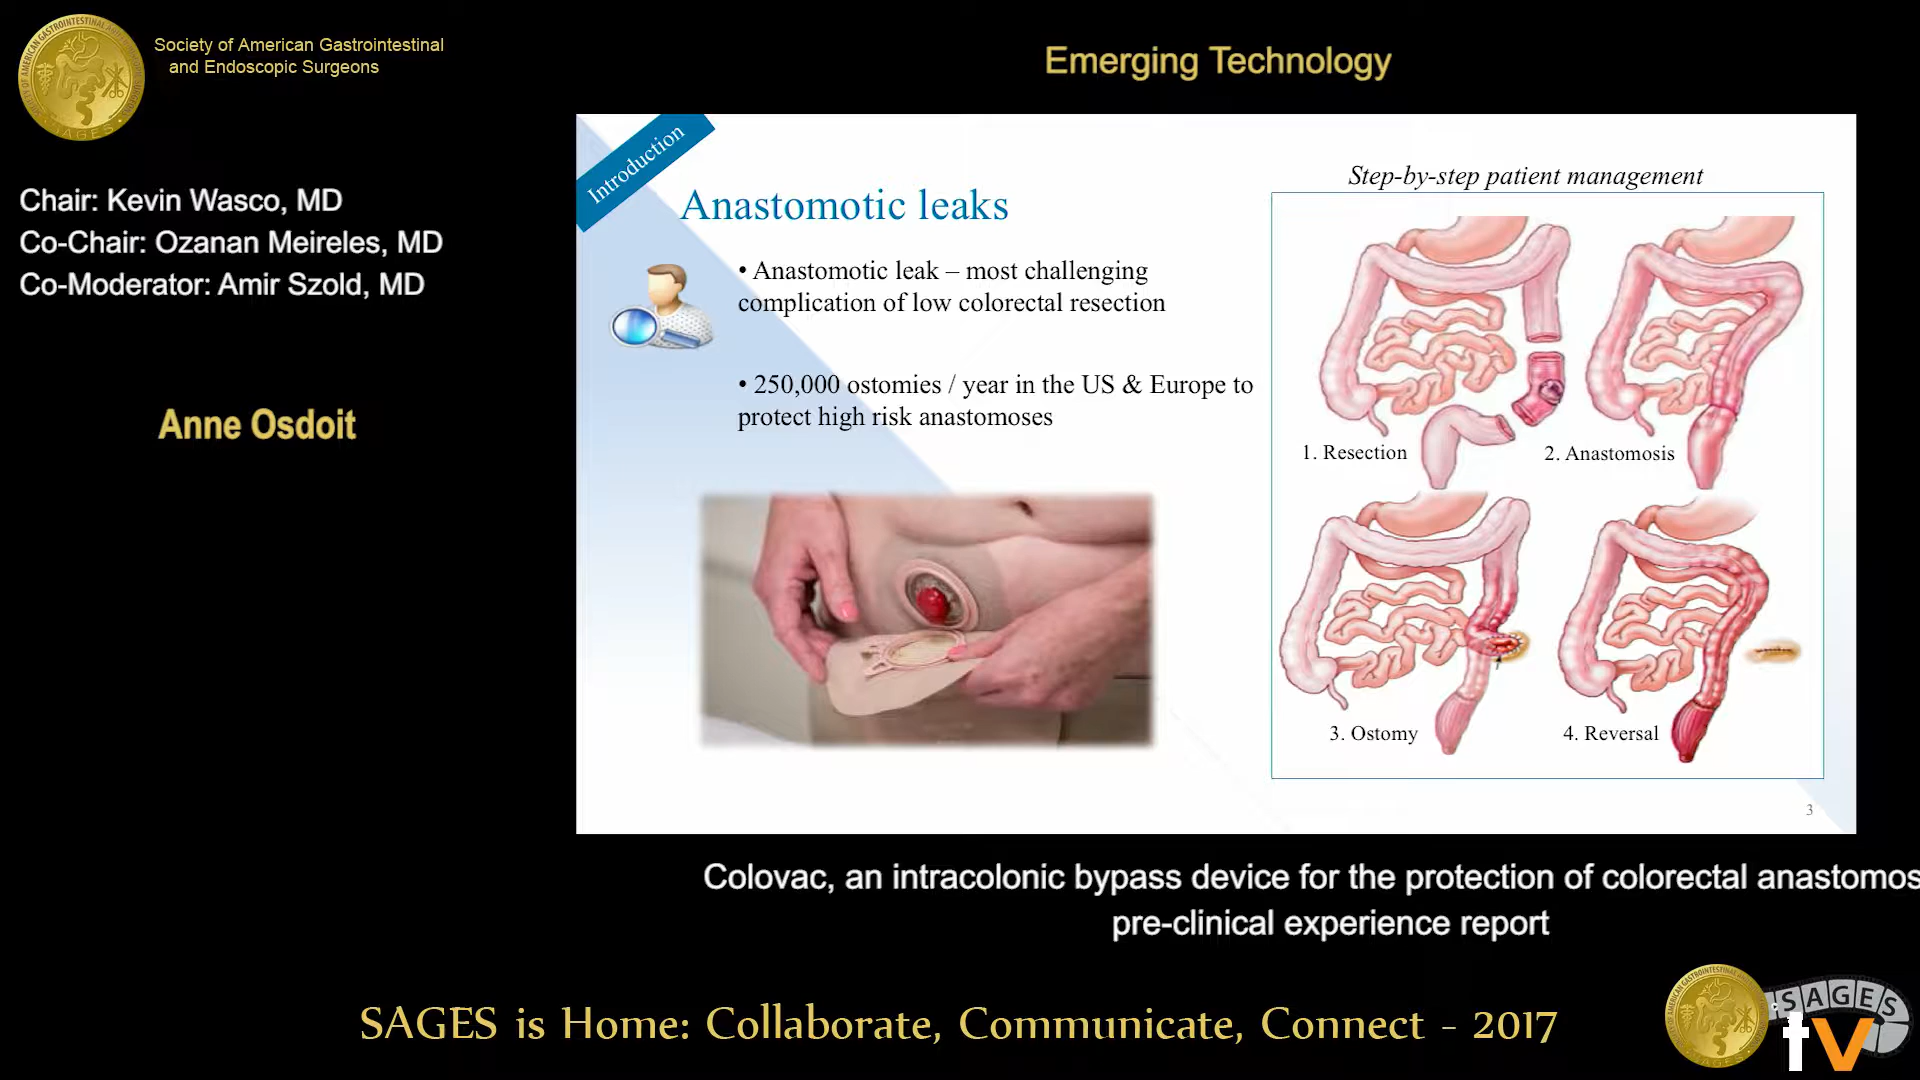 Society of American Gastrointestinal
and Endoscopic Surgeons
Emerging Technology
Chair: Kevin Wasco, MD
Co-Chair: Ozanan Meireles, MD
Co-Moderator: Amir Szold, MD
Anne Osdoit
Introduction
Anastomotic leaks
• Anastomotic leak – most challenging
complication of low colorectal resection
• 250,000 ostomies / year in the US & Europe to
protect high risk anastomoses
Step-by-step patient management
1. Resection
2. Anastomosis
3. Ostomy
4. Reversal
3
Colovac, an intracolonic bypass device for the protection of colorectal anastomos
pre-clinical experience report
SAGES is Home: Collaborate, Communicate, Connect - 2017
SAGES
tv